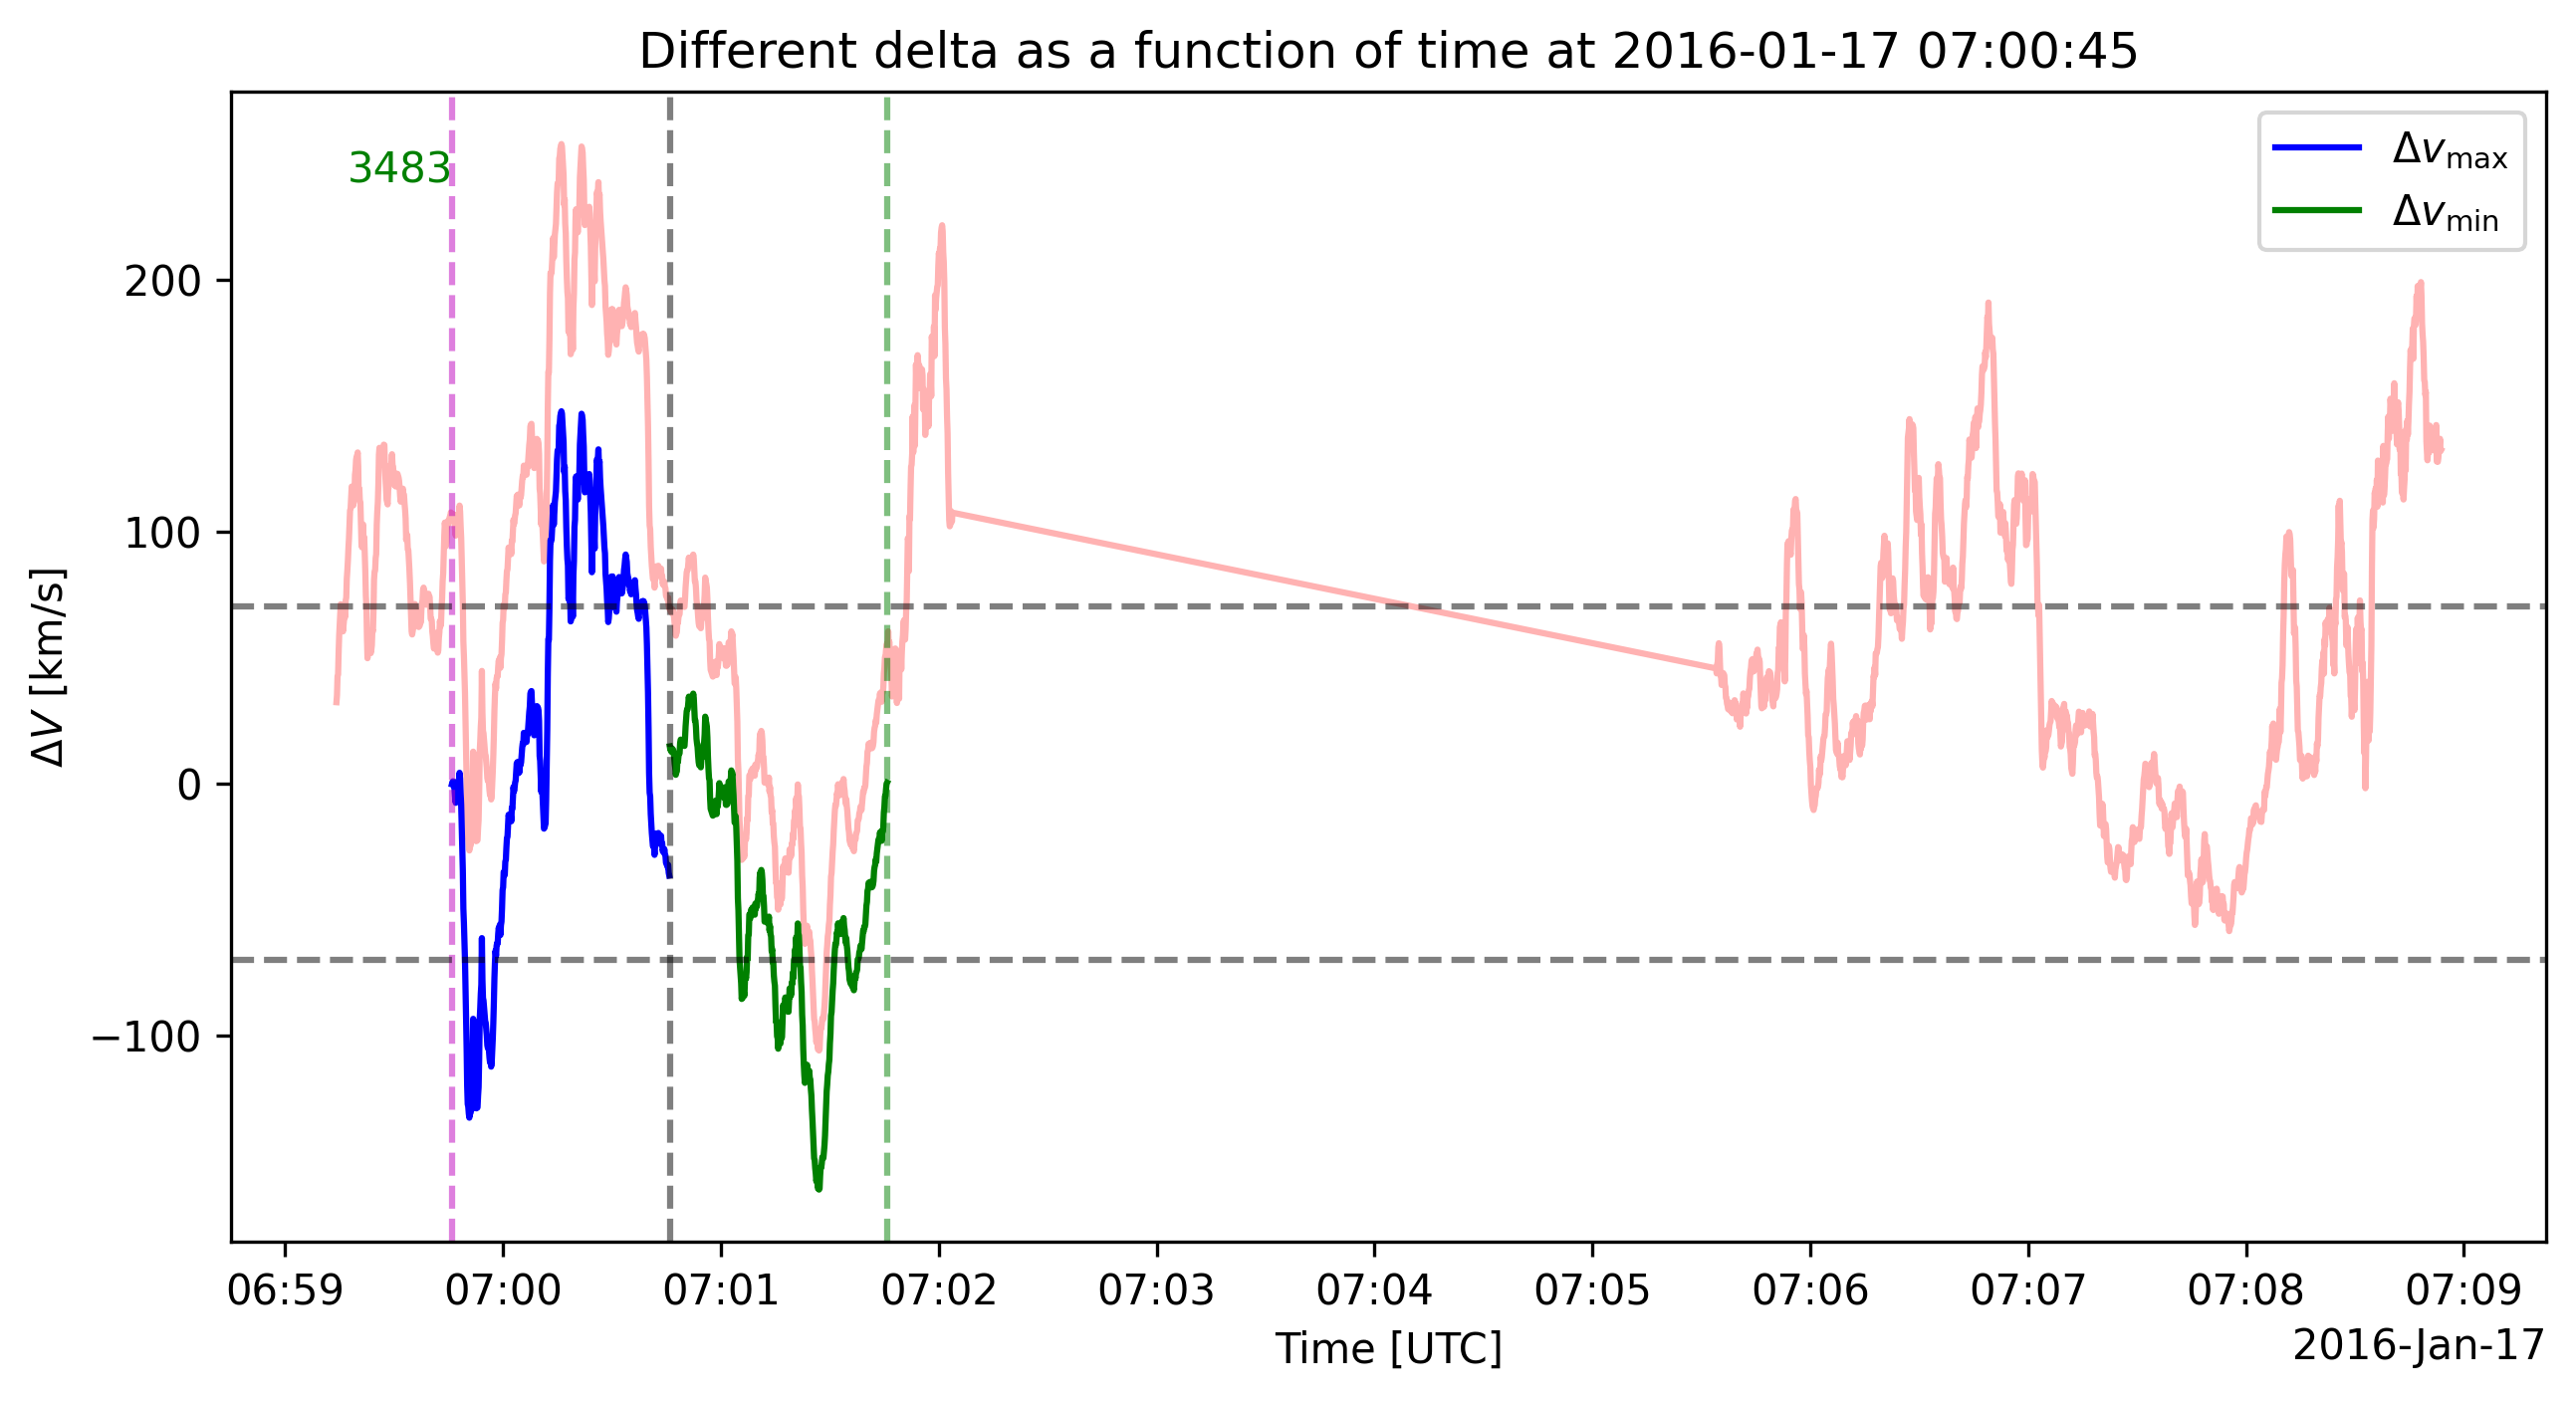 Different delta as a function of time at 2016-01-17 07:00:45
3483
Δv_max
Δv_min
200
100
0
−100
ΔV [km/s]
06:59 07:00 07:01 07:02 07:03 07:04 07:05 07:06 07:07 07:08 07:09
Time [UTC]
2016-Jan-17